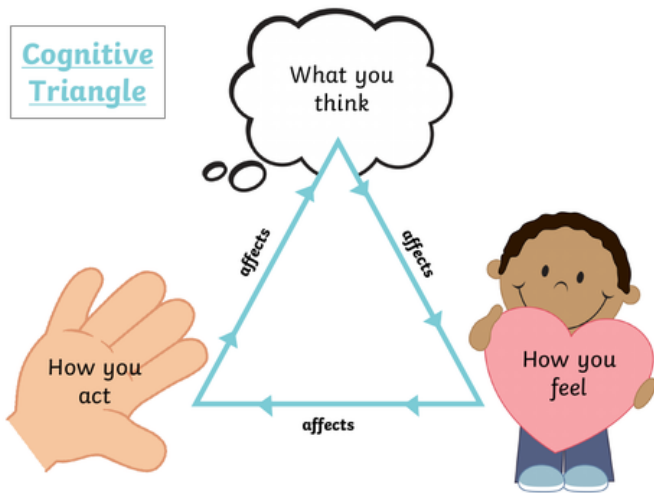 Cognitive
Triangle
What you
think
affects
affects
How you
act
How you
feel
affects